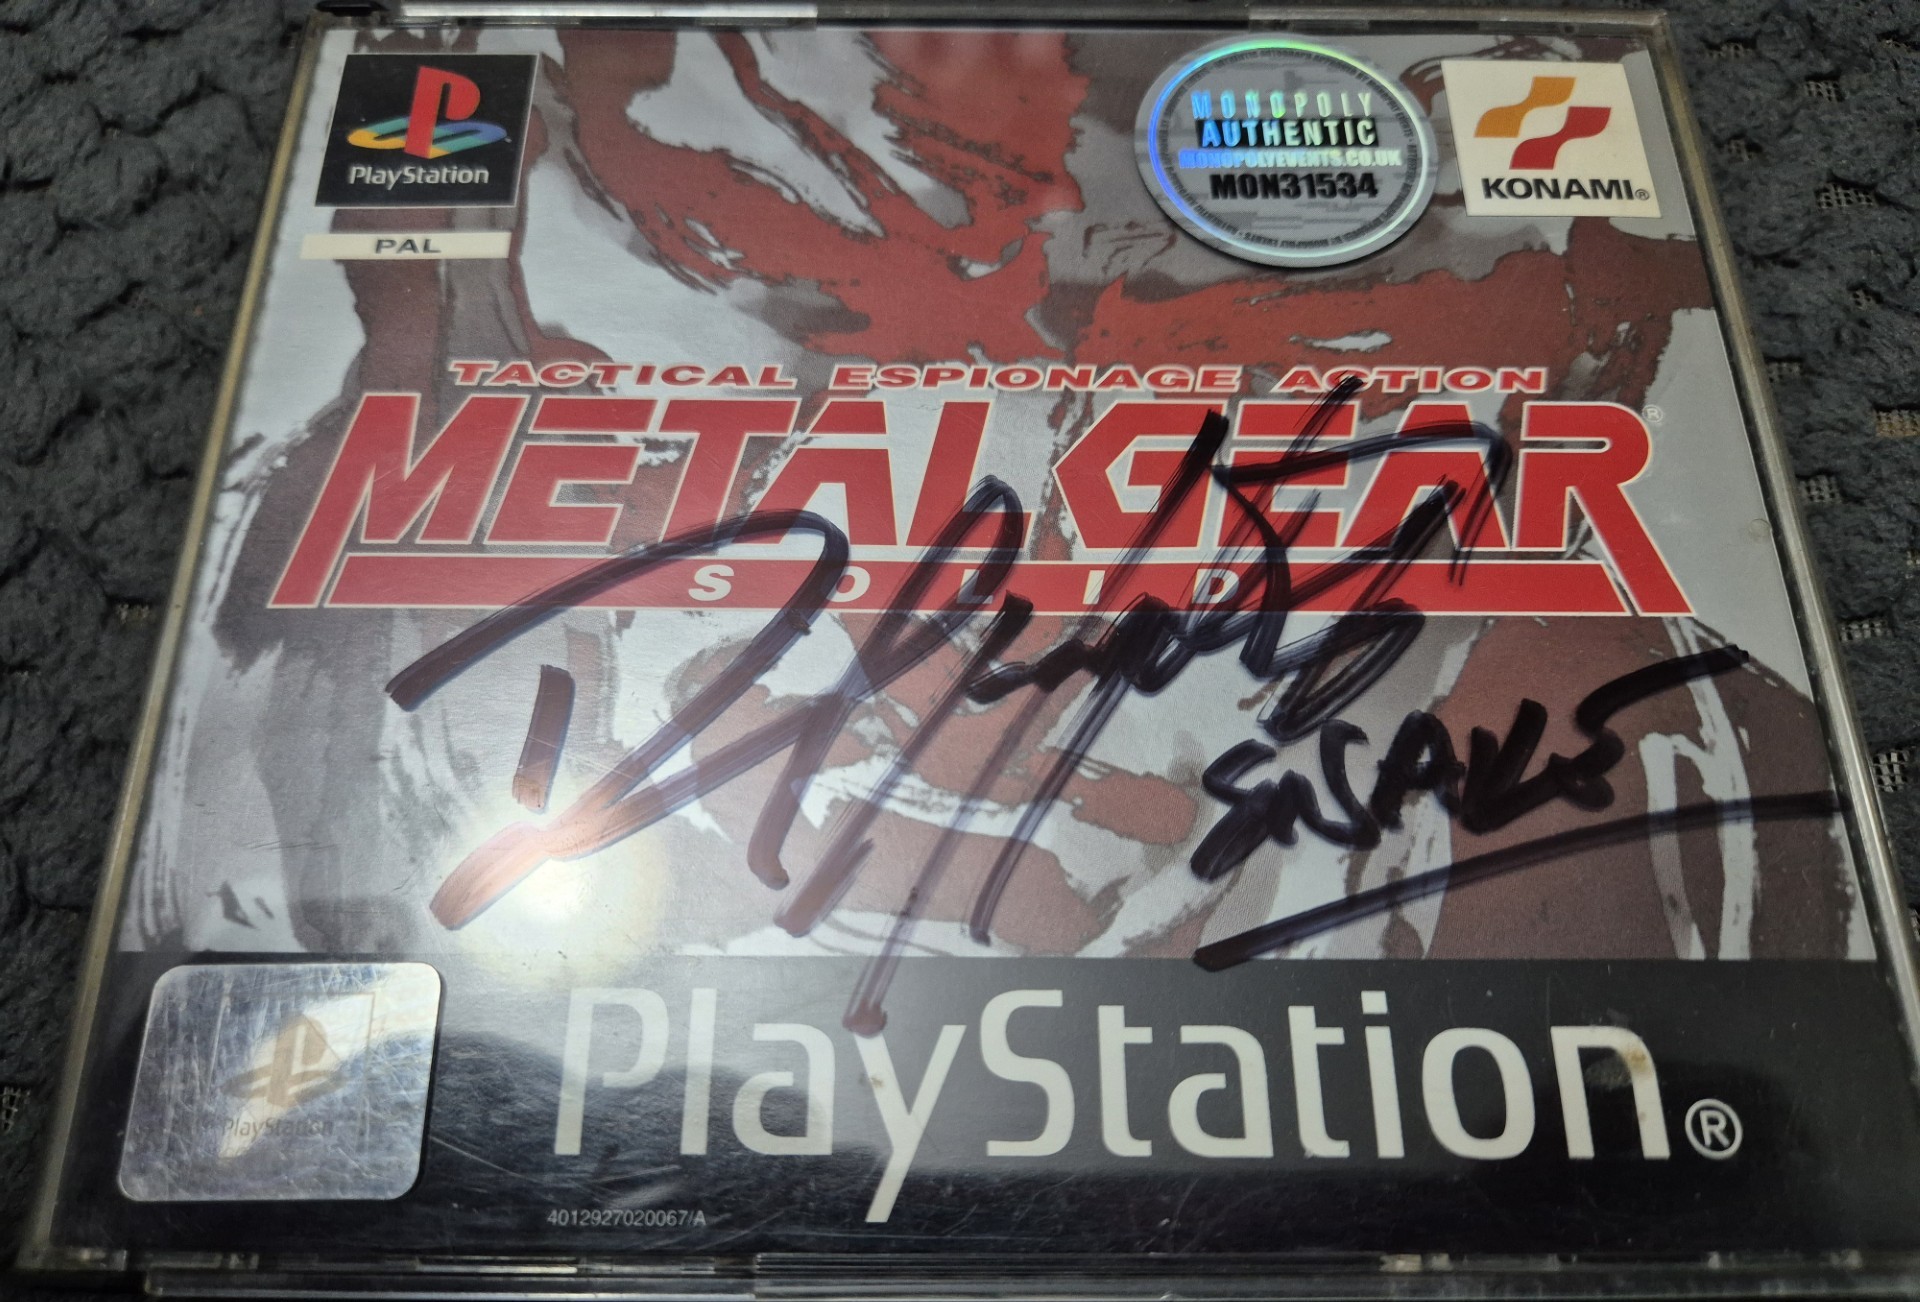 PlayStation
PAL
MONOPOLY
AUTHENTIC
MONOPOLYEVENTS.CO.UK
MON31534
KONAMI®
TACTICAL ESPIONAGE ACTION
METAL GEAR®
SOLID
SNAKE
PlayStation
PlayStation®
4012927020067/A